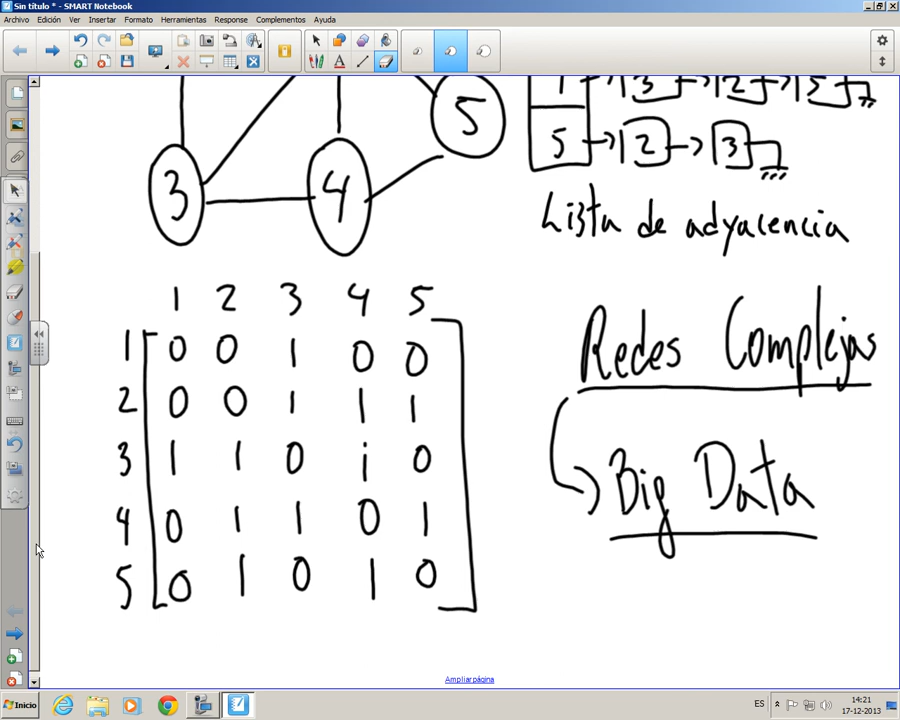 Sin título * - SMART Notebook
Archivo Edición Ver Insertar Formato Herramientas Response Complementos Ayuda
5
3 4
3 2 5
5 2 3
Lista de adyacencia
1 2 3 4 5
1 0 0 1 0 0
2 0 0 1 1 1
3 1 1 0 i 0
4 0 1 1 0 1
5 0 1 0 1 0
Redes Complejas
Big Data
Ampliar página
Inicio
ES
14:21
17-12-2013